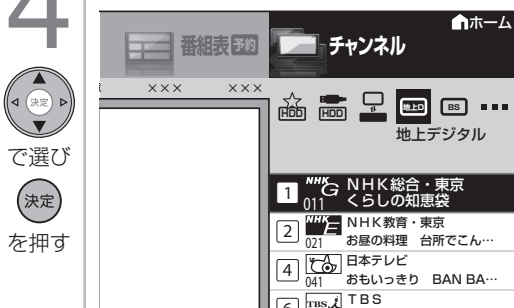 4
決定
で選び
決定
を押す
番組表 予約
チャンネル
ホーム
××× ×××
HDD HDD 地上D BS
地上デジタル
1 NHK G 011 NHK総合・東京
くらしの知恵袋
2 NHK E 021 NHK教育・東京
お昼の料理 台所でこん…
4 041 日本テレビ
おもいっきり BAN BA…
6 TBS TBS